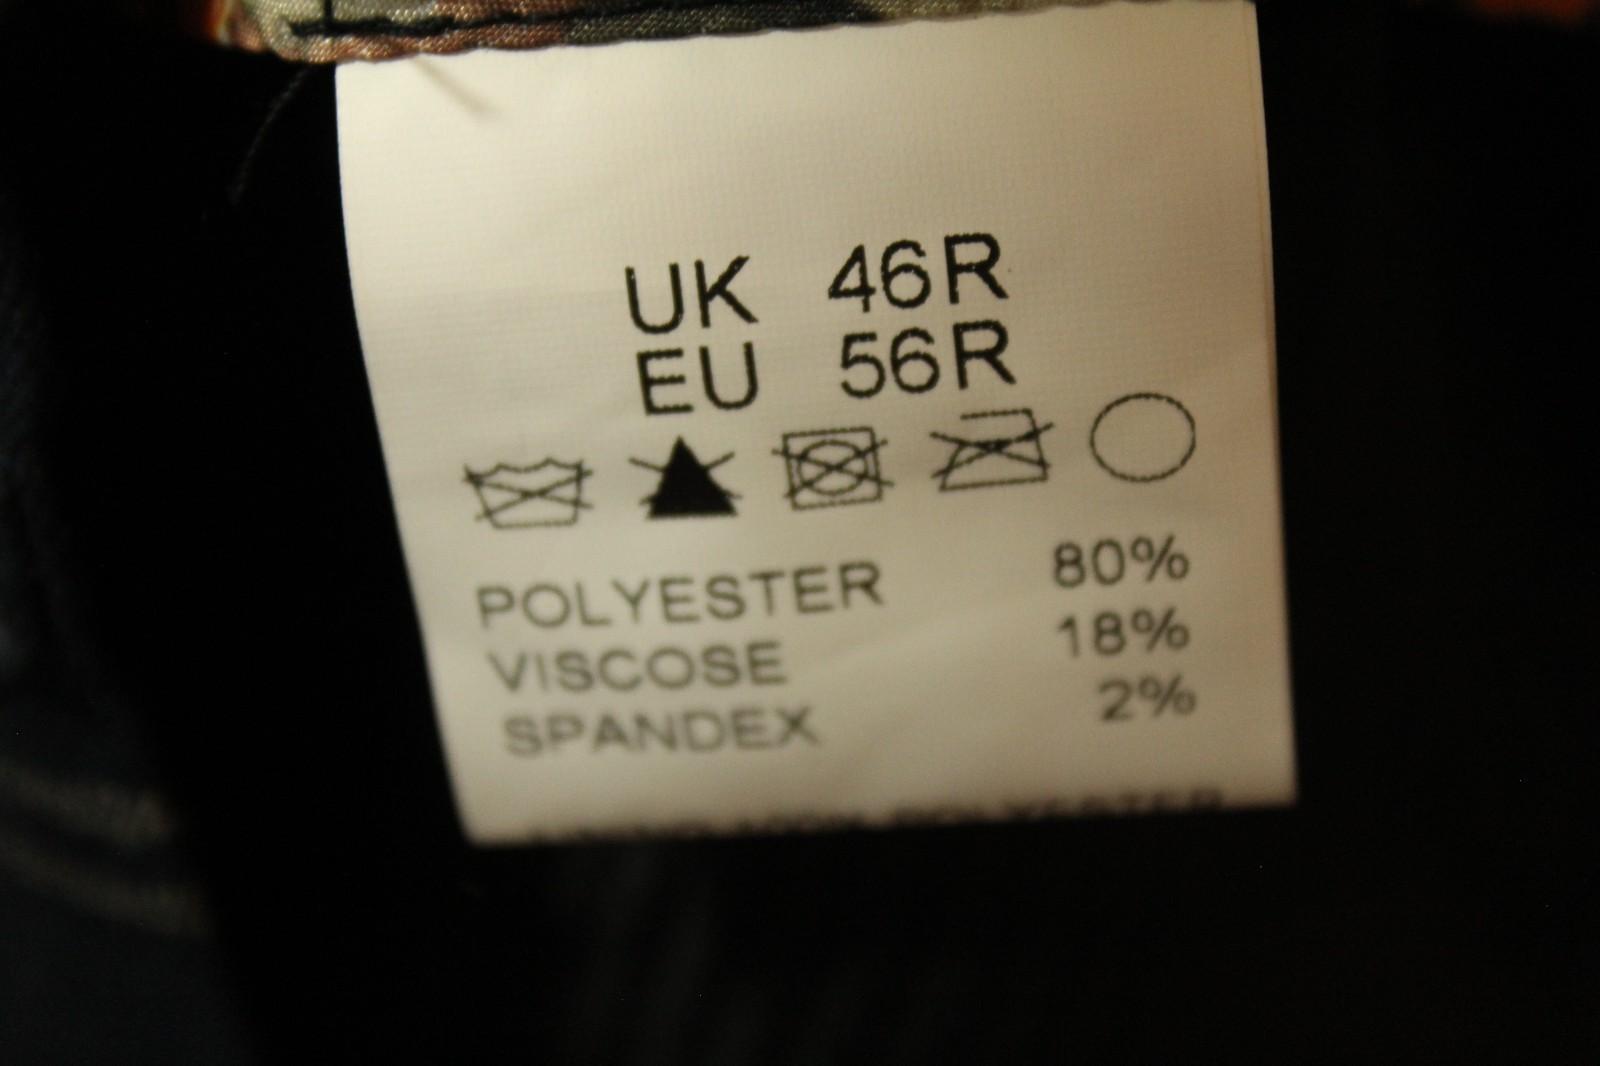 UK 46R
EU 56R
POLYESTER 80%
VISCOSE 18%
SPANDEX 2%